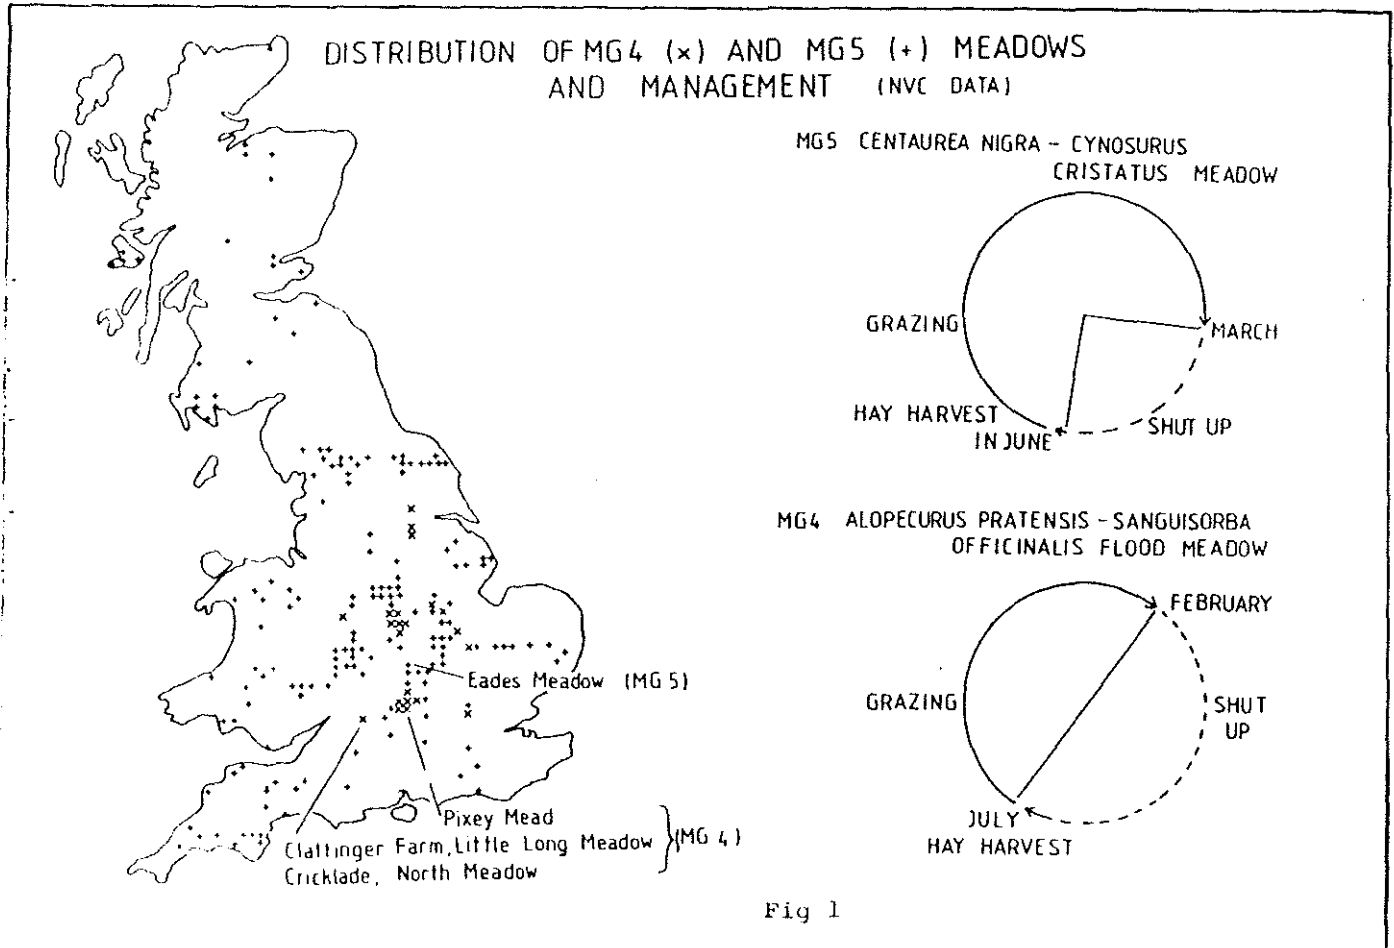 DISTRIBUTION OF MG4 (×) AND MG5 (+) MEADOWS
AND MANAGEMENT (NVC DATA)
MG5 CENTAUREA NIGRA - CYNOSURUS
CRISTATUS MEADOW
GRAZING
MARCH
HAY HARVEST
IN JUNE
SHUT UP
MG4 ALOPECURUS PRATENSIS - SANGUISORBA
OFFICINALIS FLOOD MEADOW
FEBRUARY
GRAZING
SHUT
UP
JULY
HAY HARVEST
Eades Meadow (MG5)
Pixey Mead
Clattinger Farm, Little Long Meadow
(MG 4)
Cricklade, North Meadow
Fig 1